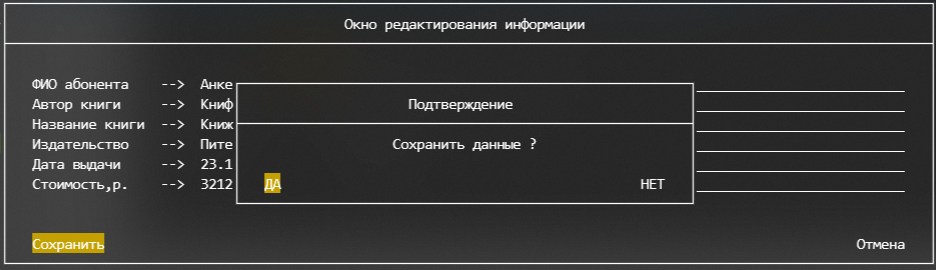 Окно редактирования информации
ФИО абонента --> Анке
Автор книги --> Книф
Подтверждение
Название книги --> Книж
Издательство --> Пите
Сохранить данные ?
Дата выдачи --> 23.1
Стоимость,р. --> 3212
ДА НЕТ
Сохранить Отмена